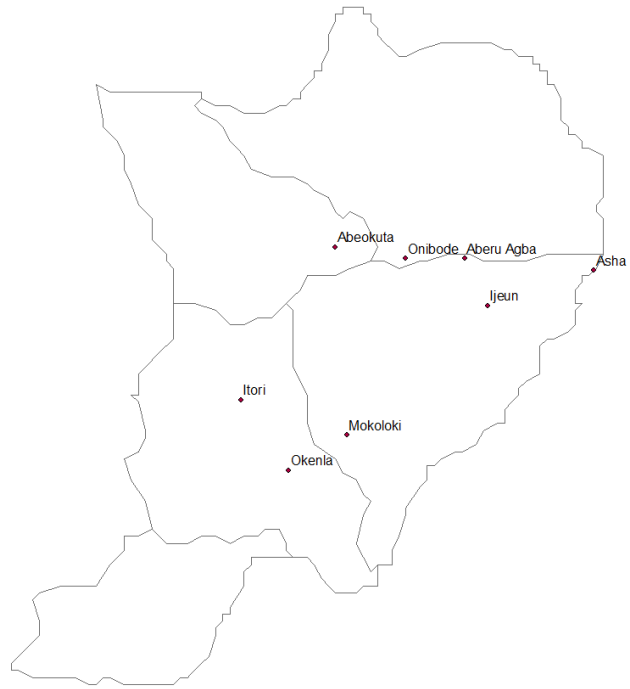 Abeokuta
Onibode
Aberu Agba
Asha
Ijeun
Itori
Mokoloki
Okenla